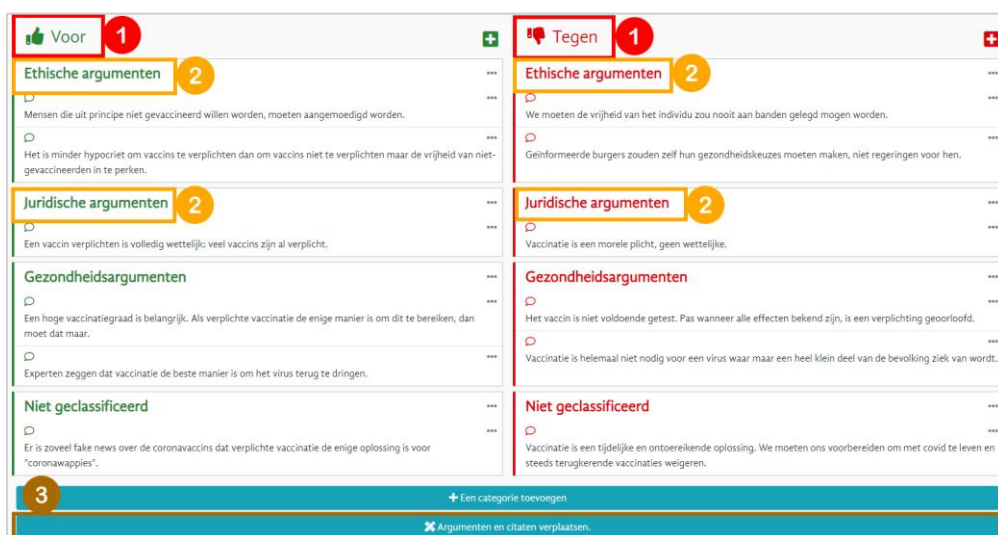 Voor
1
Ethische argumenten
2
Mensen die uit principe niet gevaccineerd willen worden, moeten aangemoedigd worden.
Het is minder hypocriet om vaccins te verplichten dan om vaccins niet te verplichten maar de vrijheid van niet-
gevaccineerden in te perken.
Juridische argumenten
2
Een vaccin verplichten is volledig wettelijk: veel vaccins zijn al verplicht.
Gezondheidsargumenten
Een hoge vaccinatiegraad is belangrijk. Als verplichte vaccinatie de enige manier is om dit te bereiken, dan
moet dat maar.
Experten zeggen dat vaccinatie de beste manier is om het virus terug te dringen.
Niet geclassificeerd
Er is zoveel fake news over de coronavaccins dat verplichte vaccinatie de enige oplossing is voor
"coronawappies".
Tegen
1
Ethische argumenten
2
We moeten de vrijheid van het individu zou nooit aan banden gelegd mogen worden.
Geïnformeerde burgers zouden zelf hun gezondheidskeuzes moeten maken, niet regeringen voor hen.
Juridische argumenten
2
Vaccinatie is een morele plicht, geen wettelijke.
Gezondheidsargumenten
Het vaccin is niet voldoende getest. Pas wanneer alle effecten bekend zijn, is een verplichting geoorloofd.
Vaccinatie is helemaal niet nodig voor een virus waar maar een heel klein deel van de bevolking ziek van wordt.
Niet geclassificeerd
Vaccinatie is een tijdelijke en ontoereikende oplossing. We moeten ons voorbereiden om met covid te leven en
steeds terugkerende vaccinaties weigeren.
3
Een categorie toevoegen
Argumenten en citaten verplaatsen.